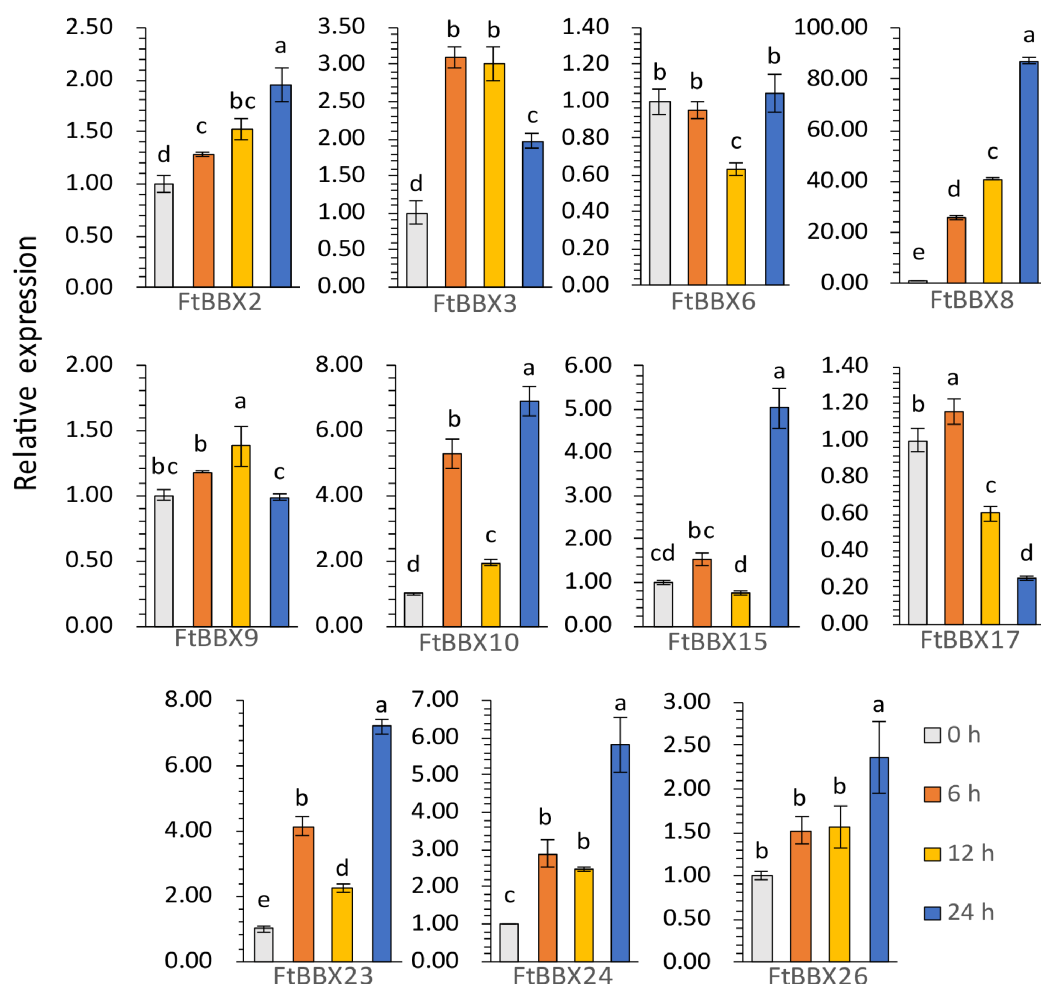 Relative expression
2.50
2.00
1.50
1.00
0.50
0.00
d
c
bc
a
FtBBX2
3.50
3.00
2.50
2.00
1.50
1.00
0.50
0.00
d
b
b
c
FtBBX3
1.40
1.20
1.00
0.80
0.60
0.40
0.20
0.00
b
b
c
b
FtBBX6
100.00
80.00
60.00
40.00
20.00
0.00
e
d
c
a
FtBBX8
2.00
1.50
1.00
0.50
0.00
bc
b
a
c
FtBBX9
8.00
6.00
4.00
2.00
0.00
d
b
c
a
FtBBX10
6.00
5.00
4.00
3.00
2.00
1.00
0.00
cd
bc
d
a
FtBBX15
1.40
1.20
1.00
0.80
0.60
0.40
0.20
0.00
b
a
c
d
FtBBX17
8.00
6.00
4.00
2.00
0.00
e
b
d
a
FtBBX23
7.00
6.00
5.00
4.00
3.00
2.00
1.00
0.00
c
b
b
a
FtBBX24
3.00
2.50
2.00
1.50
1.00
0.50
0.00
b
b
b
a
FtBBX26
0 h
6 h
12 h
24 h